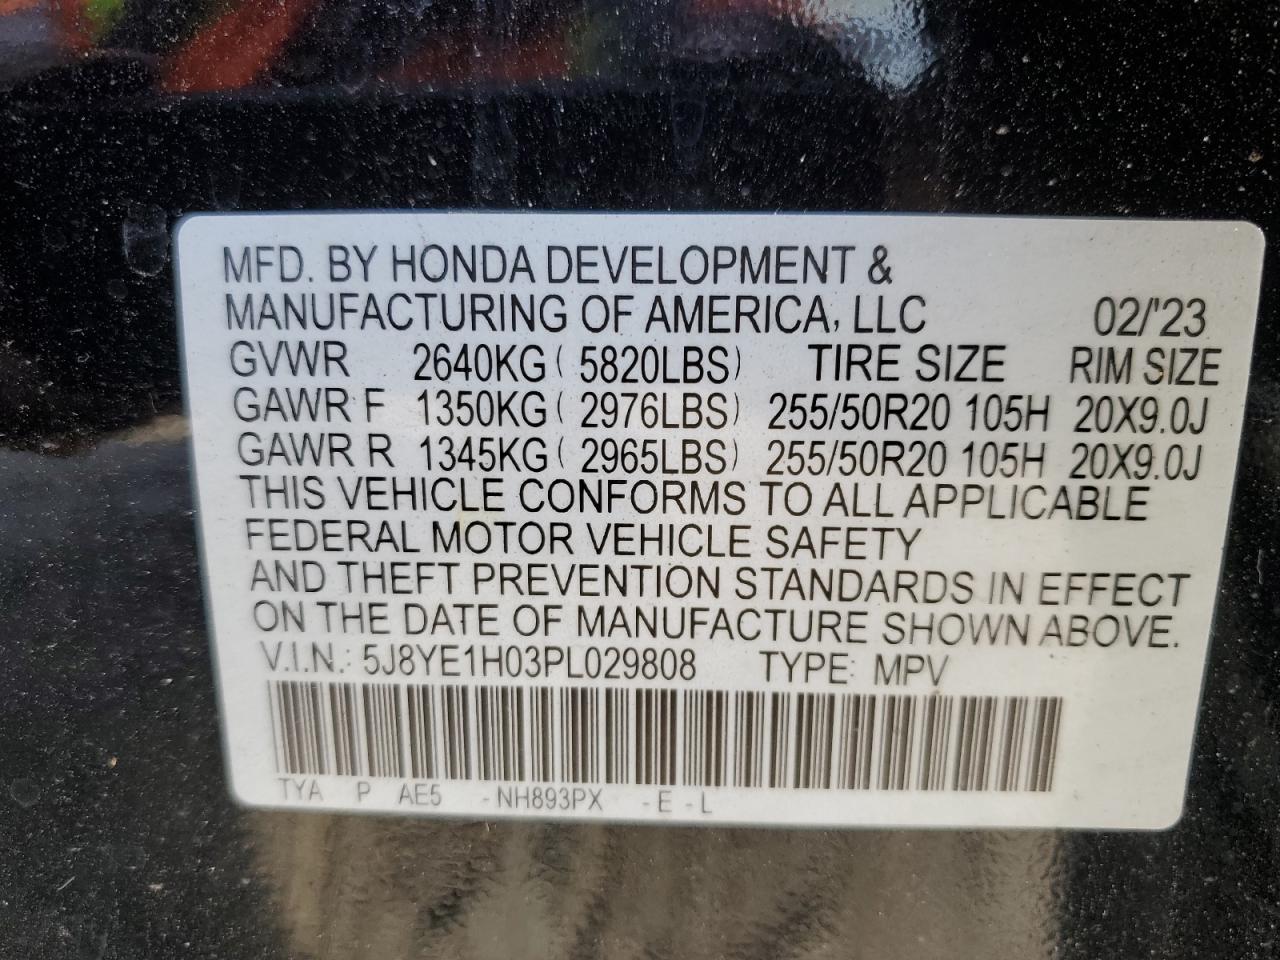 MFD. BY HONDA DEVELOPMENT &
MANUFACTURING OF AMERICA, LLC 02/'23
GVWR 2640KG ( 5820LBS) TIRE SIZE RIM SIZE
GAWR F 1350KG ( 2976LBS) 255/50R20 105H 20X9.0J
GAWR R 1345KG ( 2965LBS) 255/50R20 105H 20X9.0J
THIS VEHICLE CONFORMS TO ALL APPLICABLE
FEDERAL MOTOR VEHICLE SAFETY
AND THEFT PREVENTION STANDARDS IN EFFECT
ON THE DATE OF MANUFACTURE SHOWN ABOVE.
V.I.N.: 5J8YE1H03PL029808 TYPE: MPV
TYA P AE5 -NH893PX -E-L